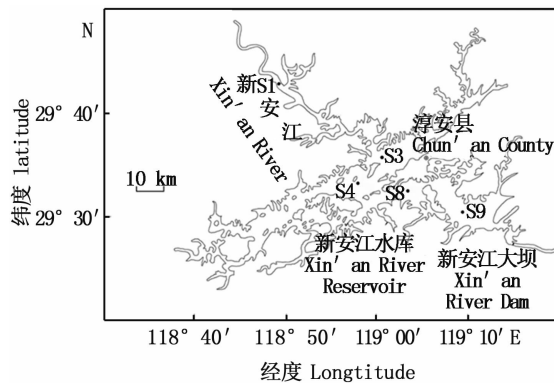 N
新S1
安
江
Xin'an River
29° 40′
淳安县
Chun'an County
S3
10 km
S4
S8
S9
29° 30′
纬度 latitude
新安江水库
Xin'an River
Reservoir
新安江大坝
Xin'an
River Dam
118° 40′ 118° 50′ 119° 00′ 119° 10′ E
经度 Longtitude